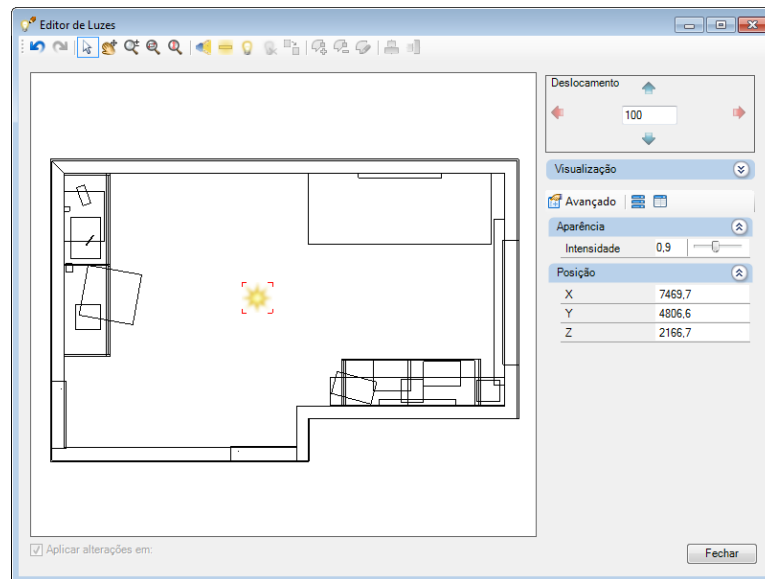 Editor de Luzes
Deslocamento
100
Visualização
Avançado
Aparência
Intensidade 0,9
Posição
X 7469,7
Y 4806,6
Z 2166,7
Aplicar alterações em:
Fechar